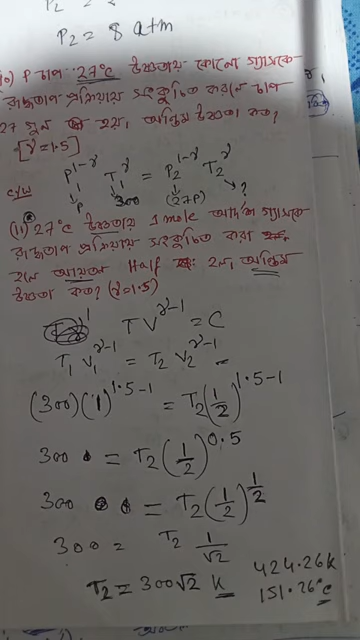 P₂ = 8 atm
P চাপ 27°c উষ্ণতায় কোনো গ্যাসকে
রুদ্ধতাপ প্রক্রিয়ায় সংকুচিত করলে চাপ
27 গুন হয়, অন্তিম উষ্ণতা কত?
[γ=1.5]
P₁^1-γ T₁^γ = P₂^1-γ T₂^γ
P 300 (27P) ?
(ii) 27°c উষ্ণতায় 1 mole আদর্শ গ্যাসকে
রুদ্ধতাপ প্রক্রিয়ায় সংকুচিত করা
হলে আয়তন Half হল, অন্তিম
উষ্ণতা কত? (γ=1.5)
TV^γ-1 = C
T₁ V₁^γ-1 = T₂ V₂^γ-1
(300)(1)^1.5-1 = T₂(1/2)^1.5-1
300 = T₂(1/2)^0.5
300 = T₂(1/2)^1/2
300 = T₂ 1/√2
T₂ = 300√2 K
424.26k
151.26°c